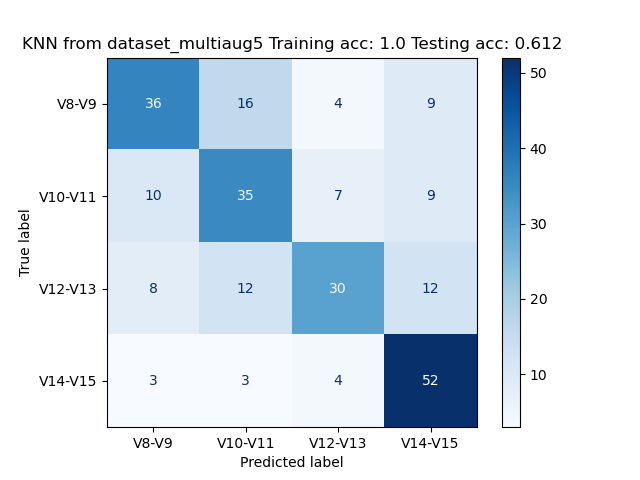 KNN from dataset_multiaug5 Training acc: 1.0 Testing acc: 0.612
V8-V9 36 16 4 9
V10-V11 10 35 7 9
V12-V13 8 12 30 12
V14-V15 3 3 4 52
V8-V9 V10-V11 V12-V13 V14-V15
Predicted label
True label
50
40
30
20
10